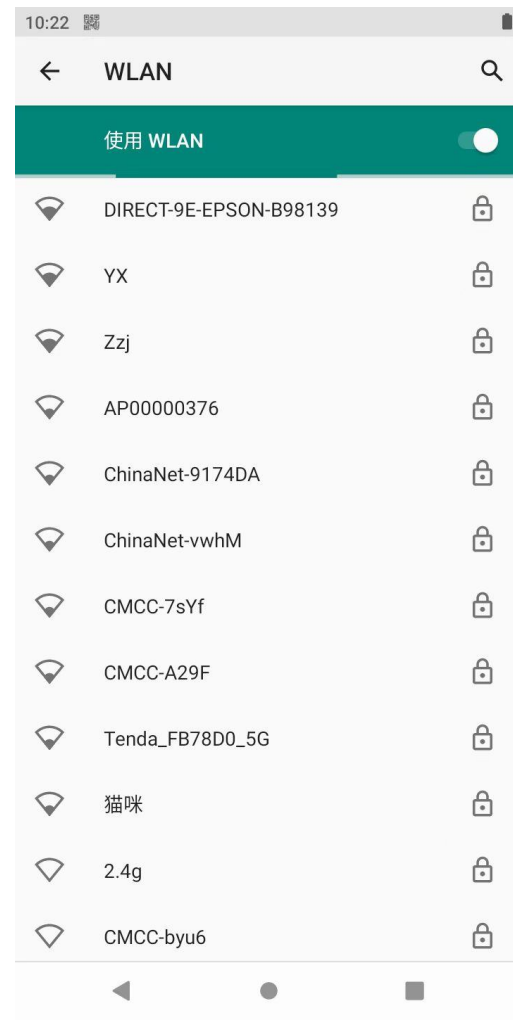 10:22
WLAN
使用 WLAN
DIRECT-9E-EPSON-B98139
YX
Zzj
AP00000376
ChinaNet-9174DA
ChinaNet-vwhM
CMCC-7sYf
CMCC-A29F
Tenda_FB78D0_5G
猫咪
2.4g
CMCC-byu6